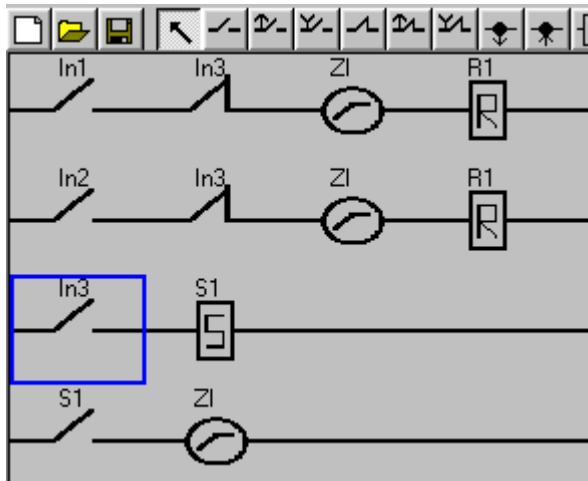 In1 In3 ZI R1
R
In2 In3 ZI R1
R
In3 S1
S
S1 ZI